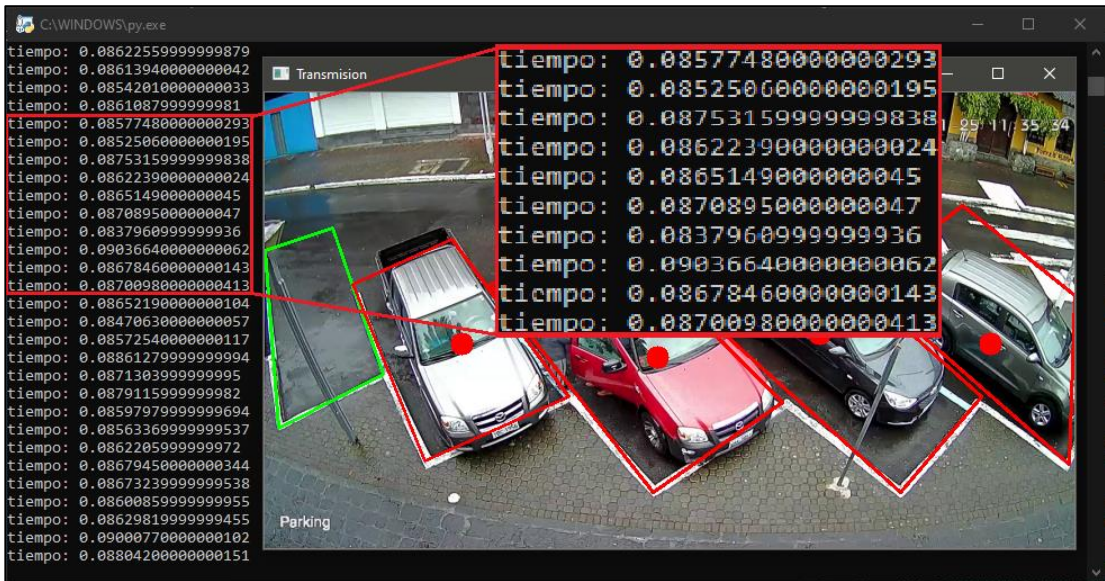 C:\WINDOWS\py.exe
tiempo: 0.08622559999999879
tiempo: 0.08613940000000042
tiempo: 0.08542010000000033
tiempo: 0.0861087999999981
tiempo: 0.08577480000000293
tiempo: 0.08525060000000195
tiempo: 0.08753159999999838
tiempo: 0.08622390000000024
tiempo: 0.0865149000000045
tiempo: 0.0870895000000047
tiempo: 0.0837960999999936
tiempo: 0.09036640000000062
tiempo: 0.08678460000000143
tiempo: 0.08700980000000413
tiempo: 0.08652190000000104
tiempo: 0.08470630000000057
tiempo: 0.08572540000000117
tiempo: 0.08861279999999994
tiempo: 0.0871303999999995
tiempo: 0.0879115999999982
tiempo: 0.08597979999999694
tiempo: 0.08563369999999537
tiempo: 0.0862205999999972
tiempo: 0.08679450000000344
tiempo: 0.08673239999999538
tiempo: 0.08600859999999955
tiempo: 0.08629819999999455
tiempo: 0.09000770000000102
tiempo: 0.08804200000000151
Transmision
tiempo: 0.08577480000000293
tiempo: 0.08525060000000195
tiempo: 0.08753159999999838
tiempo: 0.08622390000000024
tiempo: 0.0865149000000045
tiempo: 0.0870895000000047
tiempo: 0.0837960999999936
tiempo: 0.09036640000000062
tiempo: 0.08678460000000143
tiempo: 0.08700980000000413
25 11:35:34
Parking